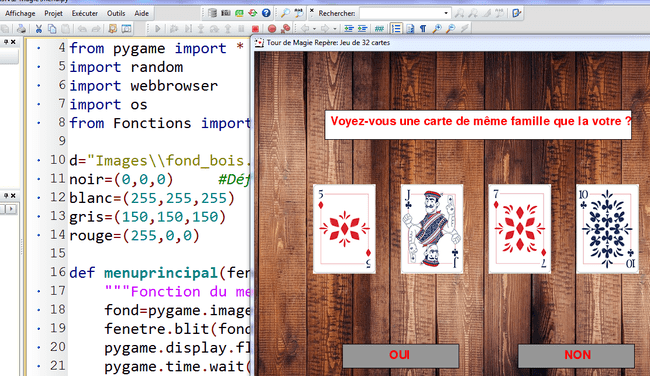 Affichage Projet Exécuter Outils Aide
Rechercher:
Tour de Magie Repère: Jeu de 32 cartes
4 from pygame import *
5 import random
6 import webbrowser
7 import os
8 from Fonctions import
9
10 d="Images\\fond_bois.
11 noir=(0,0,0) #Déf
12 blanc=(255,255,255)
13 gris=(150,150,150)
14 rouge=(255,0,0)
15
16 def menuprincipal(fen
17 """Fonction du me
18 fond=pygame.image
19 fenetre.blit(fond
20 pygame.display.fl
21 pygame.time.wait(
Voyez-vous une carte de même famille que la votre ?
5 J 7 10
5 J 7 10
OUI NON